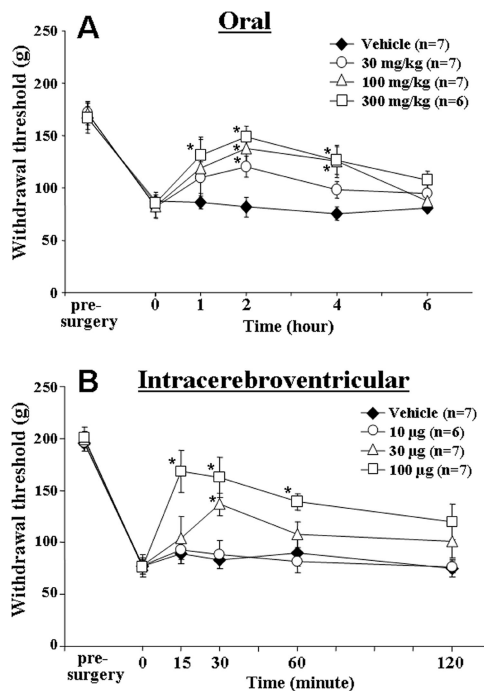 A
Oral
Vehicle (n=7)
30 mg/kg (n=7)
100 mg/kg (n=7)
300 mg/kg (n=6)
Withdrawal threshold (g)
250
200
150
100
50
0
* * * * * *
pre-
surgery
0 1 2 4 6
Time (hour)
B
Intracerebroventricular
Vehicle (n=7)
10 µg (n=6)
30 µg (n=7)
100 µg (n=7)
Withdrawal threshold (g)
250
200
150
100
50
0
* * * *
pre-
surgery
0 15 30 60 120
Time (minute)